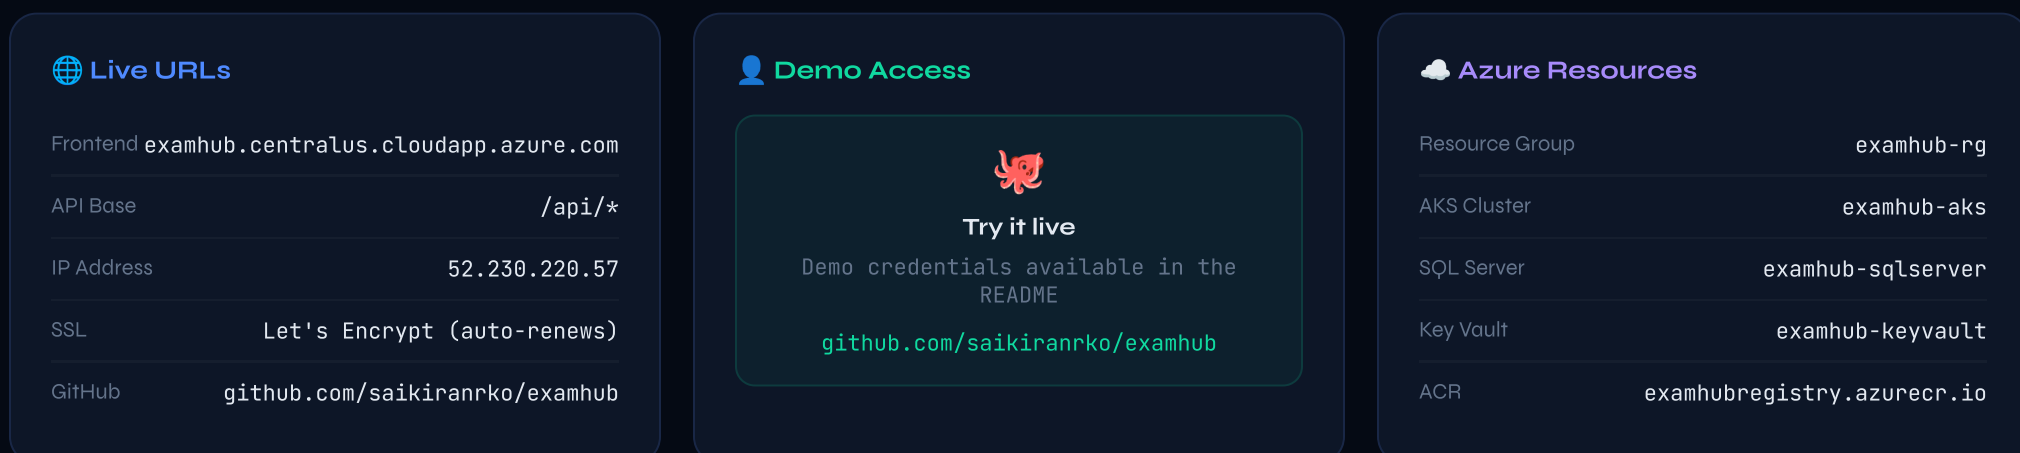 Live URLs
Frontend examhub.centralus.cloudapp.azure.com
API Base /api/*
IP Address 52.230.220.57
SSL Let's Encrypt (auto-renews)
GitHub github.com/saikiranrko/examhub
Demo Access
Try it live
Demo credentials available in the
README
github.com/saikiranrko/examhub
Azure Resources
Resource Group examhub-rg
AKS Cluster examhub-aks
SQL Server examhub-sqlserver
Key Vault examhub-keyvault
ACR examhubregistry.azurecr.io